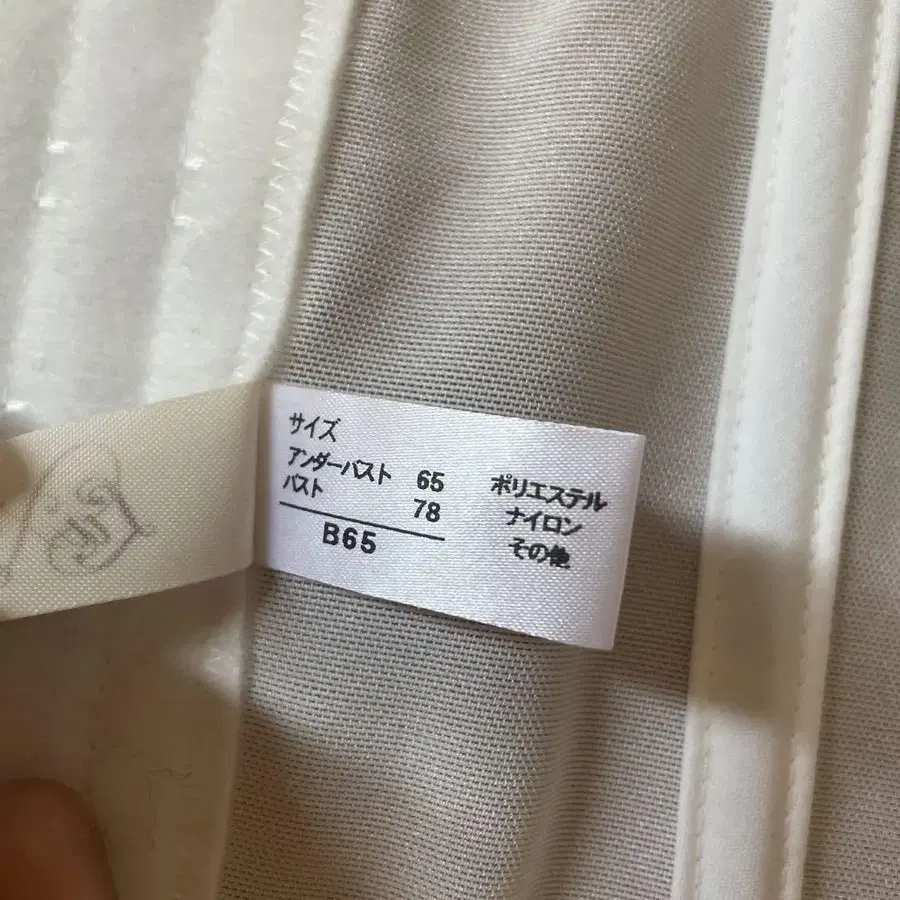 サイズ
アンダーバスト 65
バスト 78
B65
ポリエステル
ナイロン
その他